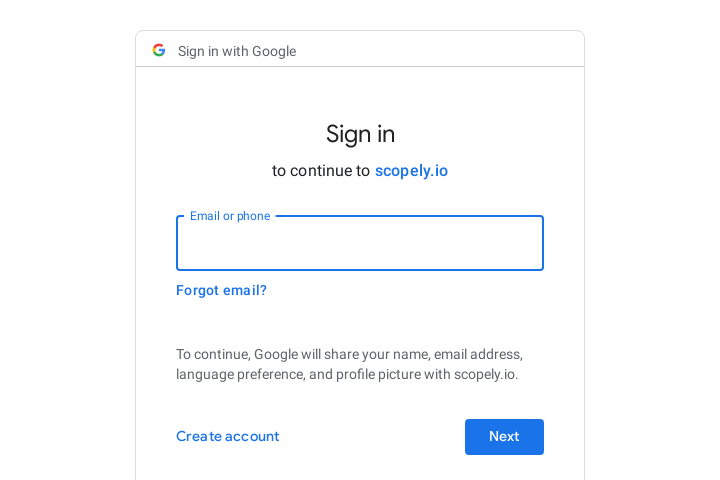 Sign in with Google
Sign in
to continue to scopely.io
Email or phone
Forgot email?
To continue, Google will share your name, email address,
language preference, and profile picture with scopely.io.
Create account
Next